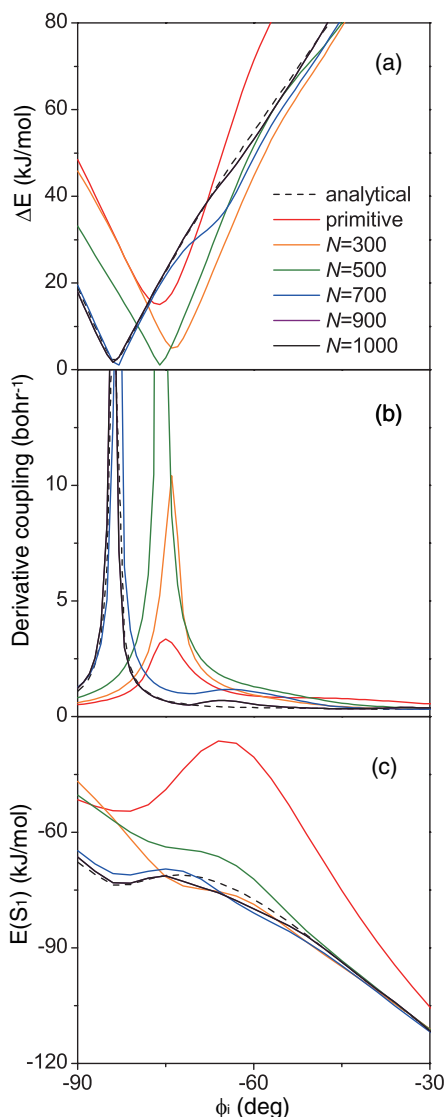 80
60
40
20
0
ΔE (kJ/mol)
(a)
analytical
primitive
N=300
N=500
N=700
N=900
N=1000
10
5
0
Derivative coupling (bohr⁻¹)
(b)
-60
-90
-120
E(S₁) (kJ/mol)
(c)
-90
-60
-30
ϕi (deg)